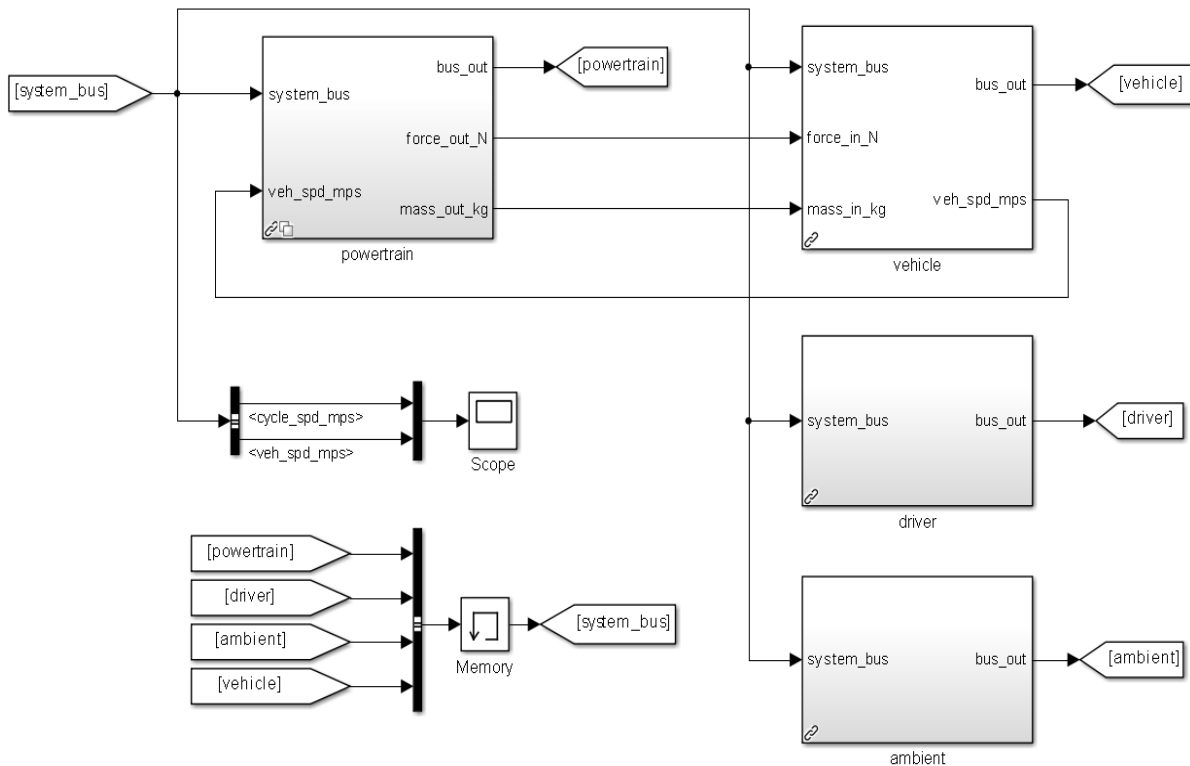 [system_bus]
system_bus
veh_spd_mps
bus_out
force_out_N
mass_out_kg
powertrain
[powertrain]
system_bus
force_in_N
mass_in_kg
bus_out
veh_spd_mps
vehicle
[vehicle]
<cycle_spd_mps>
<veh_spd_mps>
Scope
system_bus
bus_out
driver
[driver]
[powertrain]
[driver]
[ambient]
[vehicle]
Memory
[system_bus]
system_bus
bus_out
ambient
[ambient]